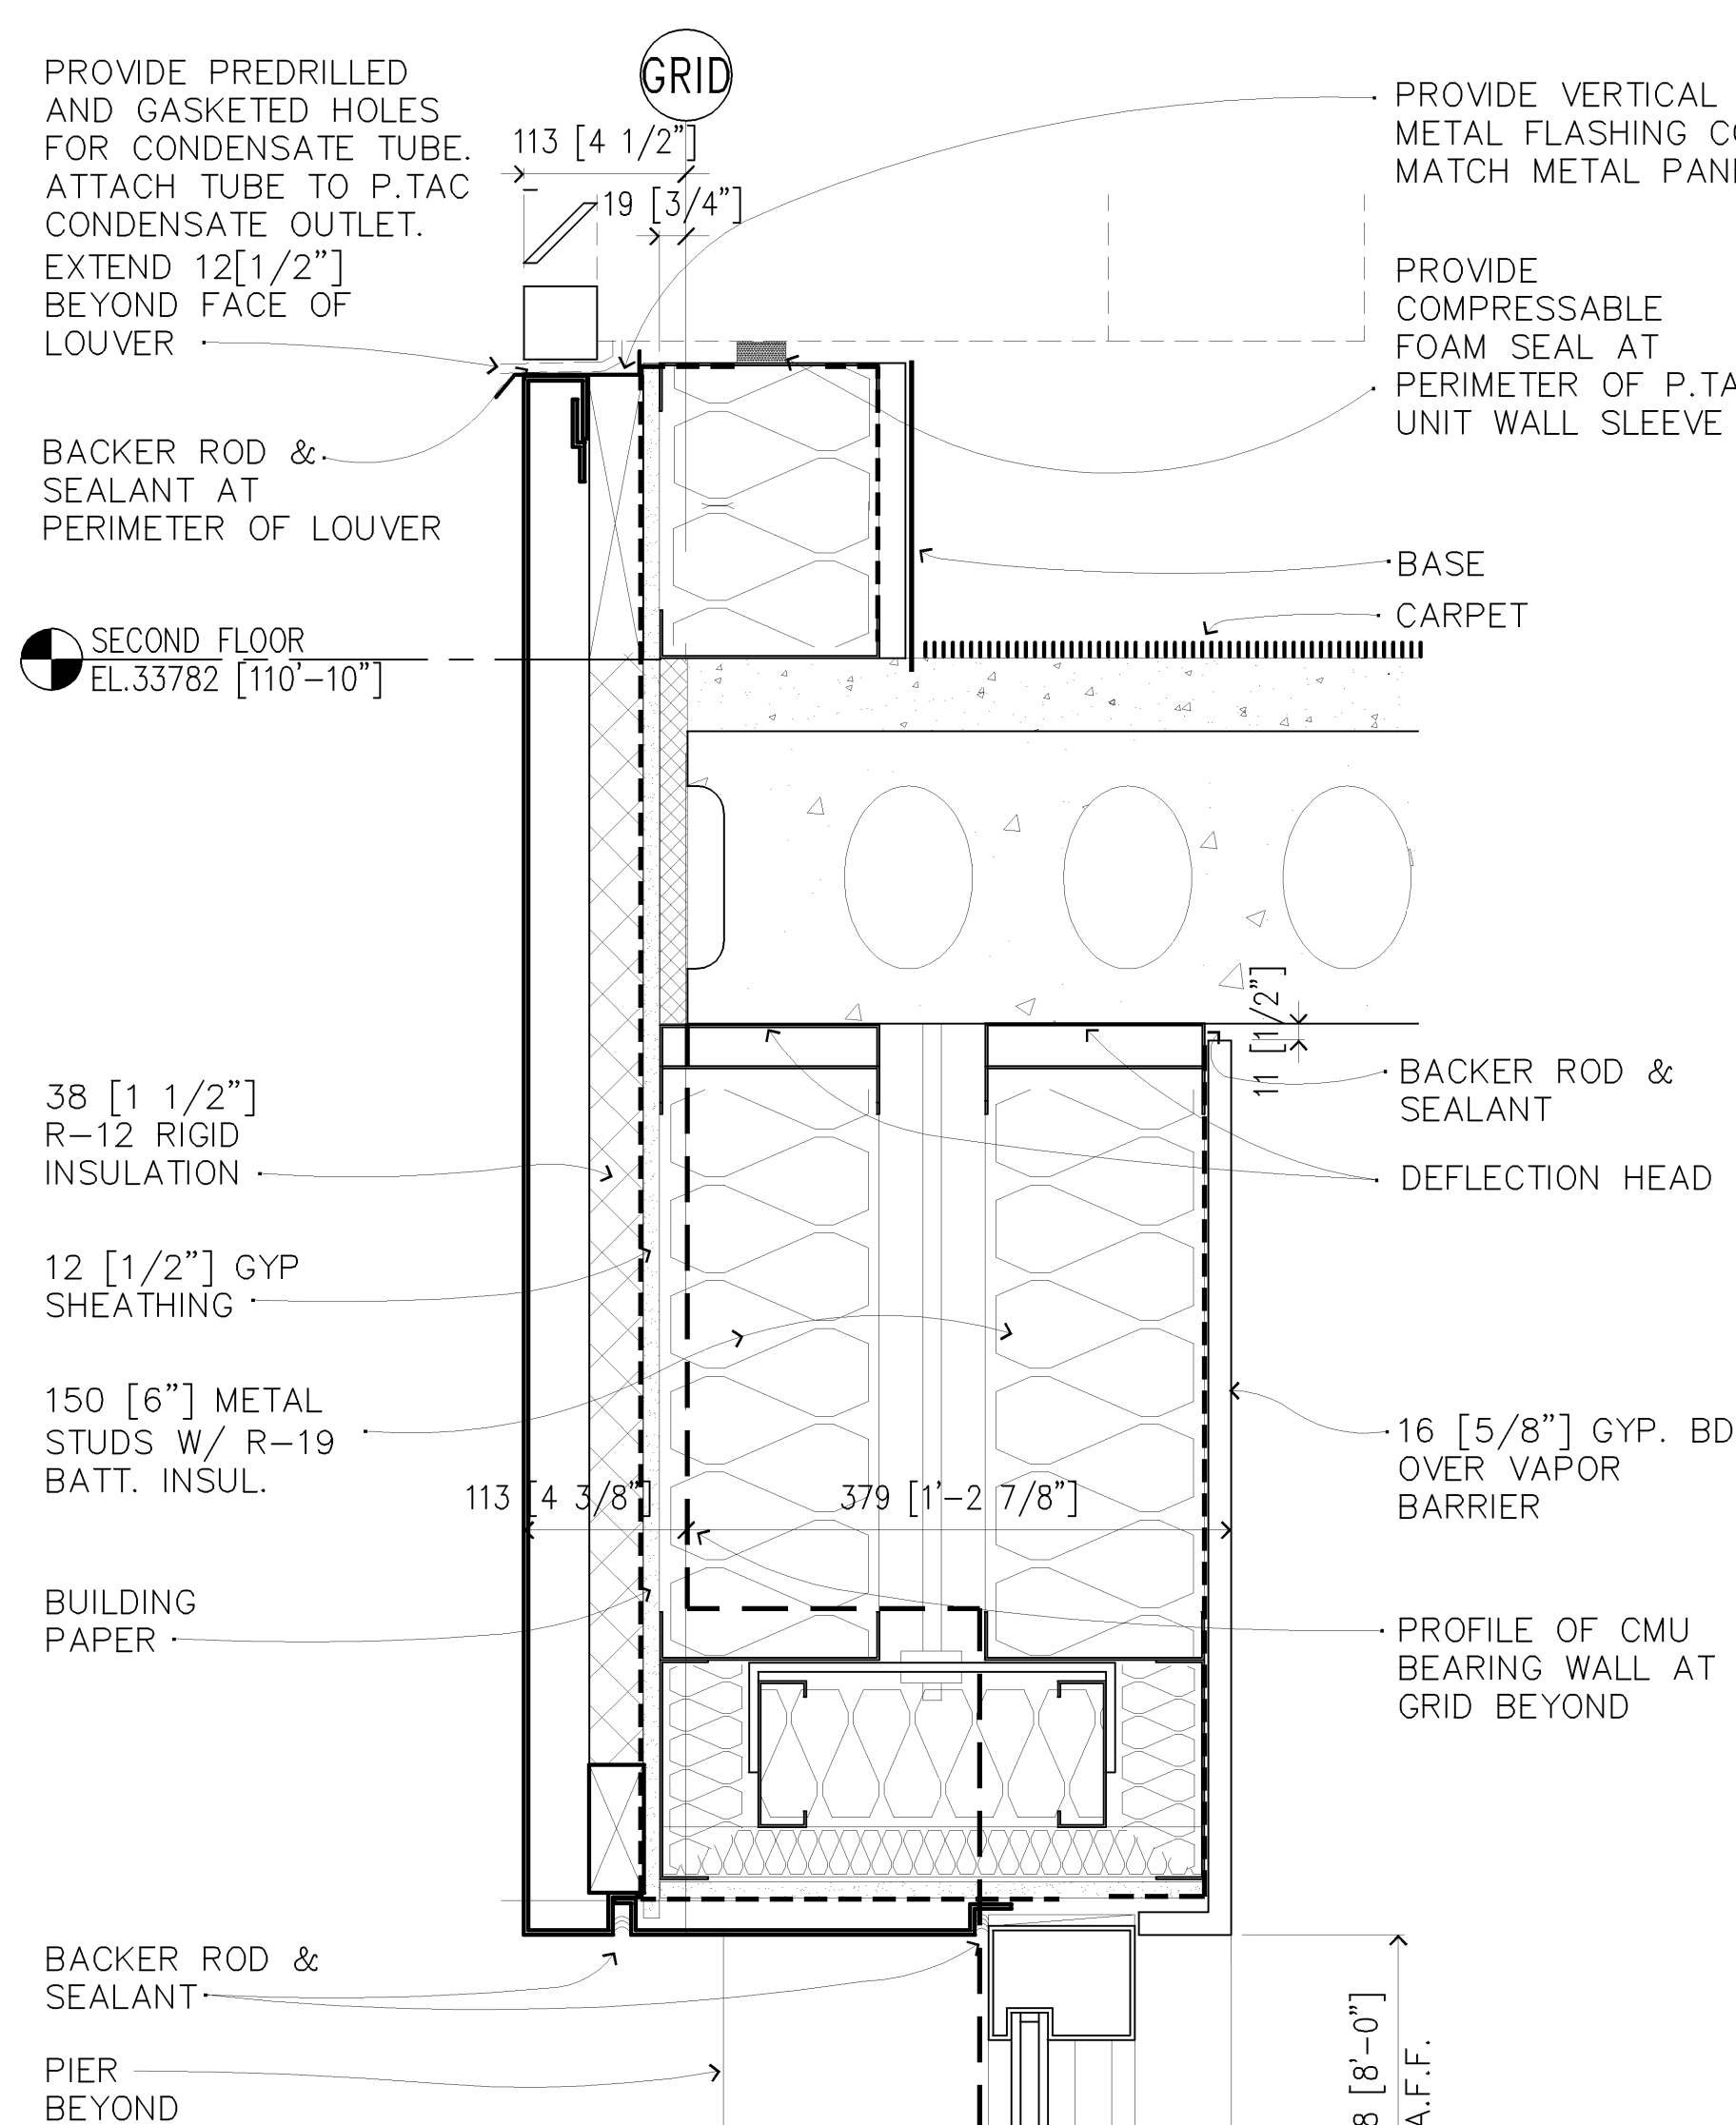 PROVIDE PREDRILLED
AND GASKETED HOLES
FOR CONDENSATE TUBE.
ATTACH TUBE TO P.TAC
CONDENSATE OUTLET.
EXTEND 12[1/2"]
BEYOND FACE OF
LOUVER
GRID
113 [4 1/2"]
19 [3/4"]
PROVIDE VERTICAL
METAL FLASHING
MATCH METAL
PROVIDE
COMPRESSABLE
FOAM SEAL AT
PERIMETER OF
UNIT WALL SLEEVE
BACKER ROD &
SEALANT AT
PERIMETER OF LOUVER
BASE
CARPET
SECOND FLOOR
EL.33782 [110'-10"]
11 [1/2"]
BACKER ROD &
SEALANT
DEFLECTION HEAD
38 [1 1/2"]
R-12 RIGID
INSULATION
12 [1/2"] GYP
SHEATHING
150 [6"] METAL
STUDS W/ R-19
BATT. INSUL.
113 [4 3/8"]
379 [1'-2 7/8"]
16 [5/8"] GYP. BD
OVER VAPOR
BARRIER
BUILDING
PAPER
PROFILE OF CMU
BEARING WALL AT
GRID BEYOND
BACKER ROD &
SEALANT
PIER
BEYOND
8 [8'-0"]
A.F.F.